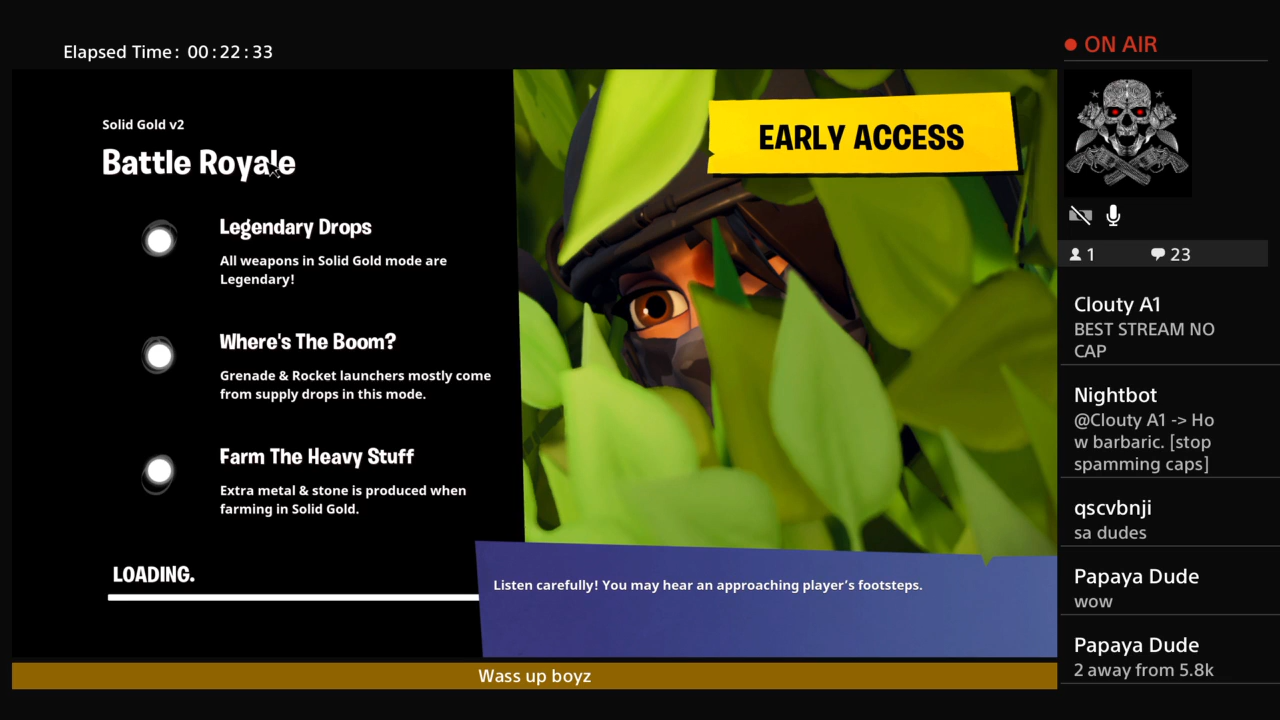 Elapsed Time: 00:22:33
ON AIR
Solid Gold v2
Battle Royale
EARLY ACCESS
Legendary Drops
All weapons in Solid Gold mode are
Legendary!
Where's The Boom?
Grenade & Rocket launchers mostly come
from supply drops in this mode.
Farm The Heavy Stuff
Extra metal & stone is produced when
farming in Solid Gold.
LOADING.
Listen carefully! You may hear an approaching player's footsteps.
Wass up boyz
1 23
Clouty A1
BEST STREAM NO
CAP
Nightbot
@Clouty A1 -> Ho
w barbaric. [stop
spamming caps]
qscvbnji
sa dudes
Papaya Dude
wow
Papaya Dude
2 away from 5.8k